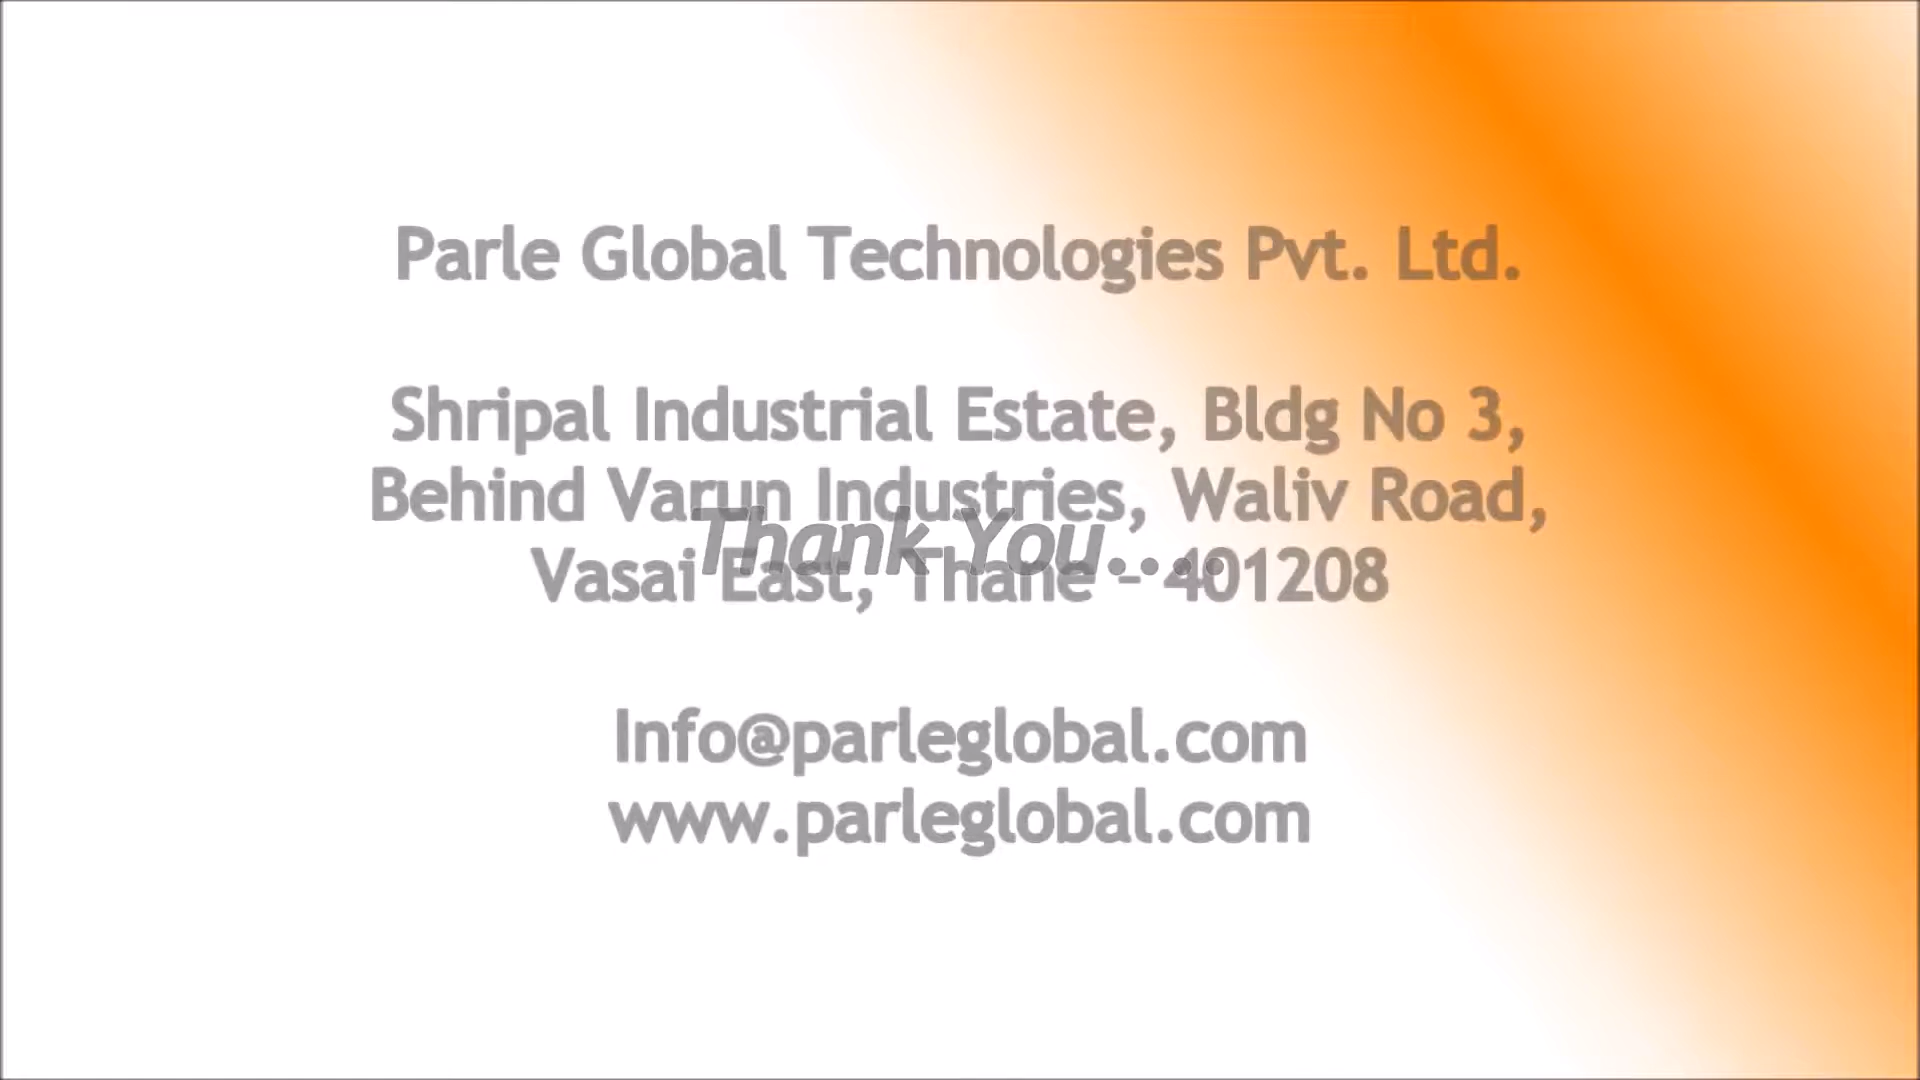 Parle Global Technologies Pvt. Ltd.
Shripal Industrial Estate, Bldg No 3,
Behind Varun Industries, Waliv Road,
Thank You....
Vasai East, Thane - 401208
Info@parleglobal.com
www.parleglobal.com